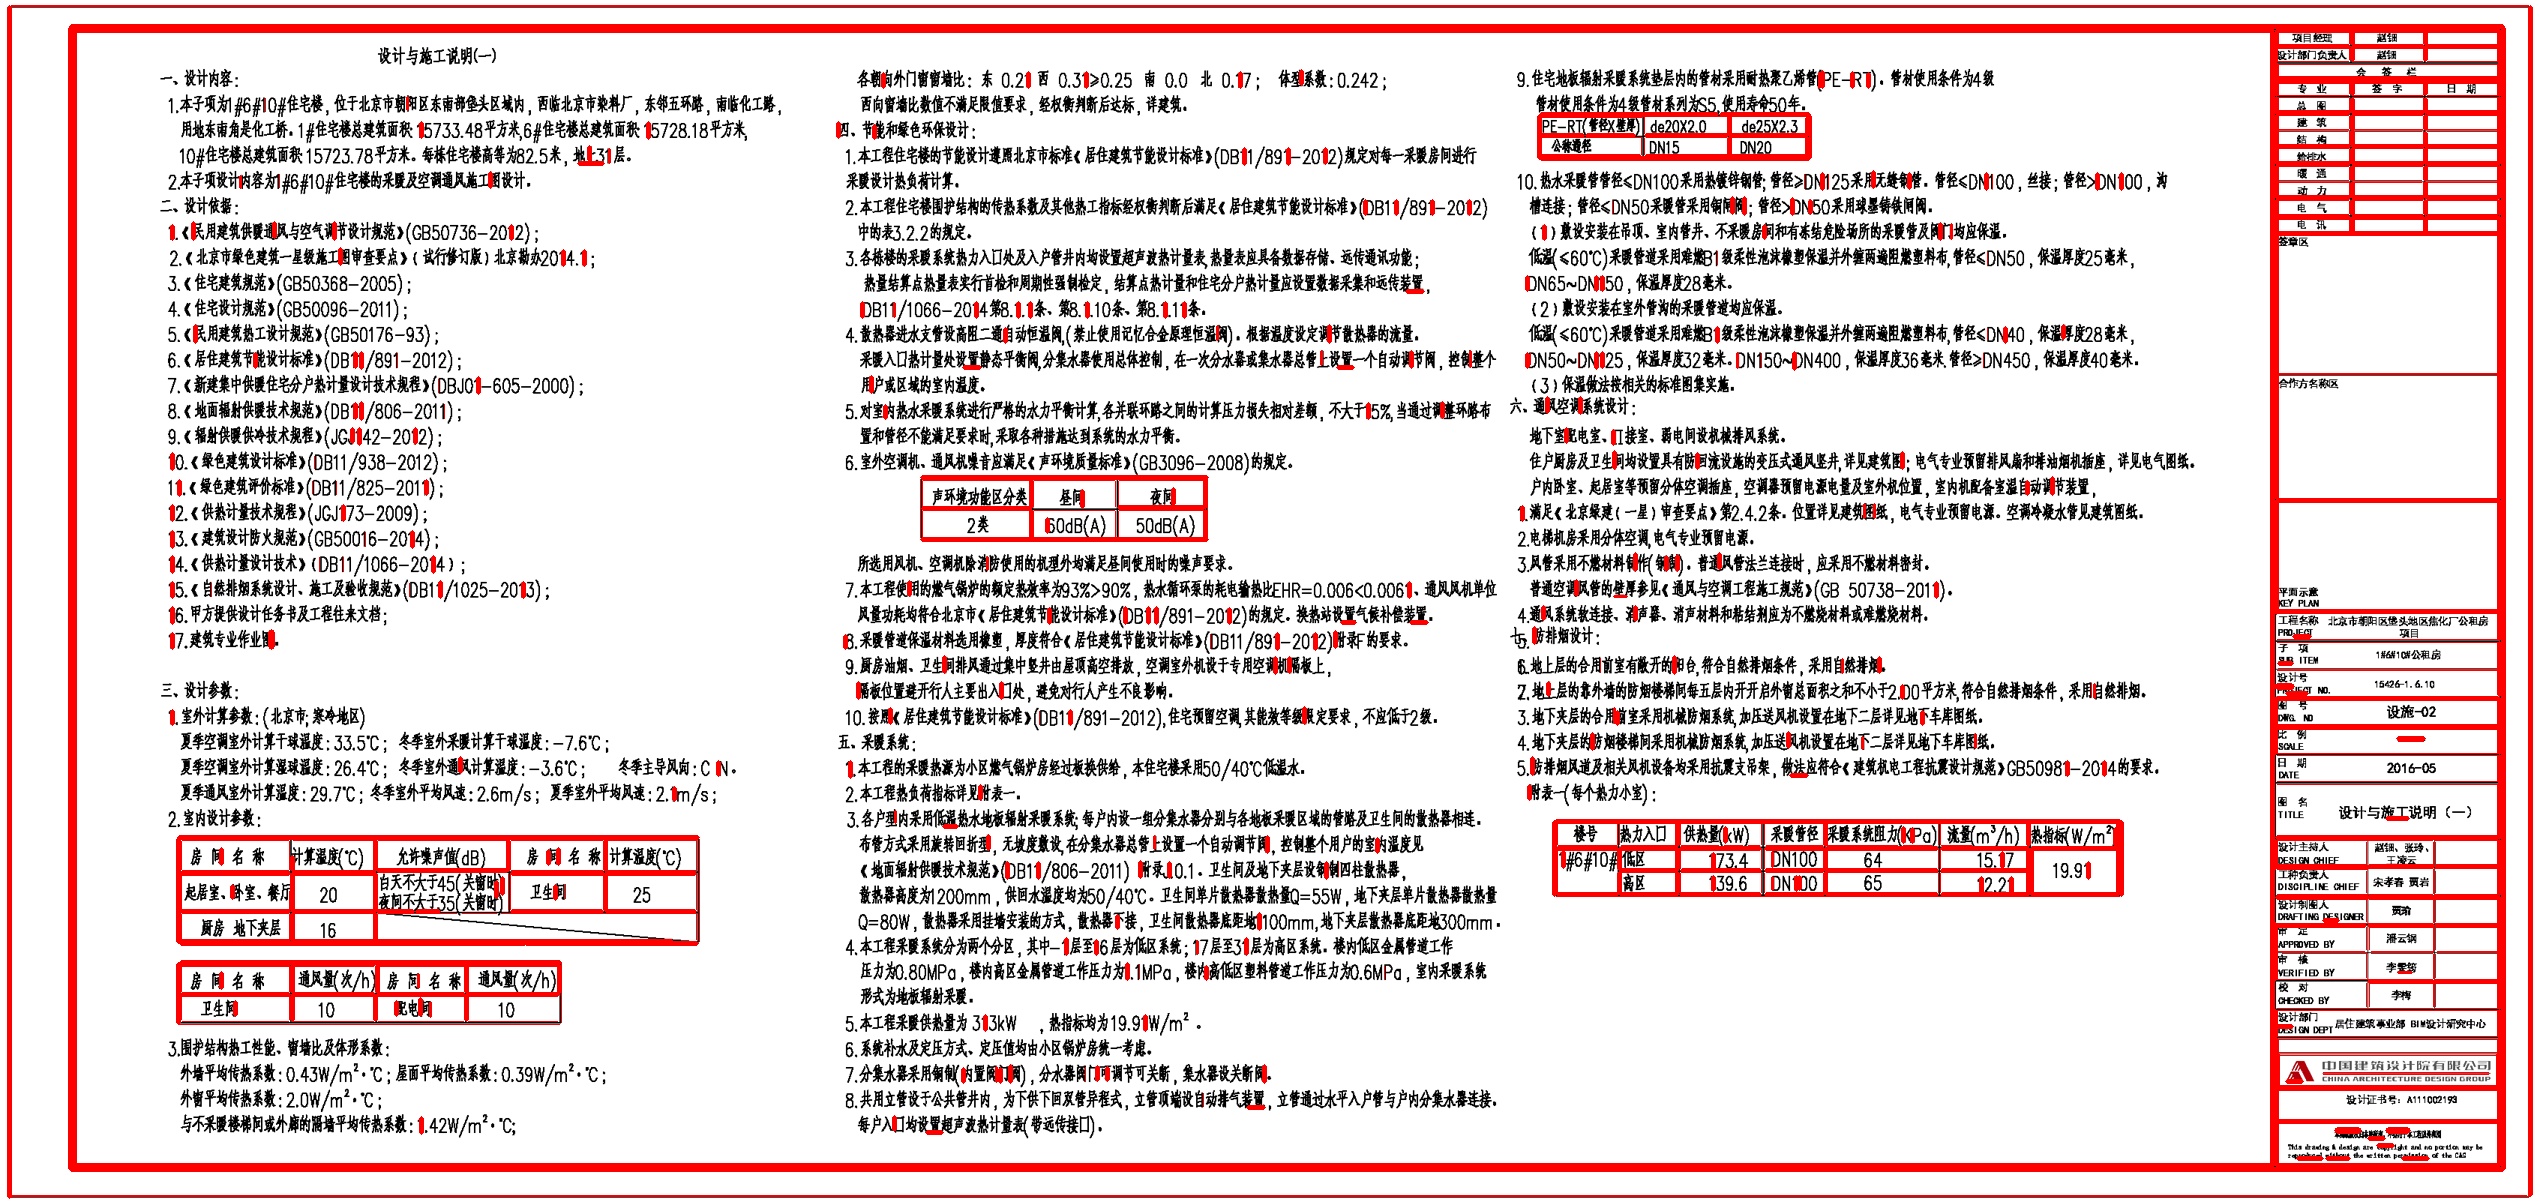 设计与施工说明(一)
一、设计内容:
1.本子项为1#6#10#住宅楼，位于北京市朝阳区东南郊垡头区域内，西临北京市染料厂，东邻五环路，南临化工路，
用地东南角是化工桥。1#住宅楼总建筑面积 15733.48平方米,6#住宅楼总建筑面积 15728.18平方米,
10#住宅楼总建筑面积 15723.78平方米。每栋住宅楼高等为82.5米，地上31层。
2.本子项设计内容为1#6#10#住宅楼的采暖及空调通风施工图设计。
二、设计依据:
1.《民用建筑供暖通风与空气调节设计规范》(GB50736-2012);
2.《北京市绿色建筑一星级施工图审查要点》(试行修订版) 北京勘办2014.1;
3.《住宅建筑规范》(GB50368-2005);
4.《住宅设计规范》(GB50096-2011);
5.《民用建筑热工设计规范》(GB50176-93);
6.《居住建筑节能设计标准》(DB11/891-2012);
7.《新建集中供暖住宅分户热计量设计技术规程》(DBJ01-605-2000);
8.《地面辐射供暖技术规范》(DB11/806-2011);
9.《辐射供暖供冷技术规程》(JGJ142-2012);
10.《绿色建筑设计标准》(DB11/938-2012);
11.《绿色建筑评价标准》(DB11/825-2011);
12.《供热计量技术规程》(JGJ173-2009);
13.《建筑设计防火规范》(GB50016-2014);
14.《供热计量设计技术》(DB11/1066-2014);
15.《自然排烟系统设计、施工及验收规范》(DB11/1025-2013);
16.甲方提供设计任务书及工程往来文档;
17.建筑专业作业图。
三、设计参数:
1.室外计算参数:(北京市;寒冷地区)
夏季空调室外计算干球温度:33.5℃; 冬季室外采暖计算干球温度:-7.6℃;
夏季空调室外计算湿球温度:26.4℃; 冬季室外通风计算温度:-3.6℃; 冬季主导风向:C N。
夏季通风室外计算温度:29.7℃; 冬季室外平均风速:2.6m/s; 夏季室外平均风速:2.1m/s;
2.室内设计参数:
房 间 名 称 计算温度(℃) 允许噪声值(dB) 房 间 名 称 计算温度(℃)
起居室、卧室、餐厅 20 白天不大于45(关窗时) 夜间不大于35(关窗时) 卫生间 25
厨房 地下夹层 16
房 间 名 称 通风量(次/h) 房 间 名 称 通风量(次/h)
卫生间 10 配电间 10
3.围护结构热工性能、窗墙比及体形系数:
外墙平均传热系数:0.43W/m²·℃; 屋面平均传热系数:0.39W/m²·℃;
外窗平均传热系数:2.0W/m²·℃;
与不采暖楼梯间或外廊的隔墙平均传热系数:1.42W/m²·℃;
各朝向外门窗窗墙比: 东 0.21 西 0.31>0.25 南 0.0 北 0.17; 体型系数:0.242;
西向窗墙比数值不满足限值要求，经权衡判断后达标，详建筑。
四、节能和绿色环保设计:
1.本工程住宅楼的节能设计遵照北京市标准《居住建筑节能设计标准》(DB11/891-2012)规定对每一采暖房间进行
采暖设计热负荷计算。
2.本工程住宅楼围护结构的传热系数及其他热工指标经权衡判断后满足《居住建筑节能设计标准》(DB11/891-2012)
中的表3.2.2的规定。
3.各栋楼的采暖系统热力入口处及入户管井内均设置超声波热计量表,热量表应具备数据存储、远传通讯功能;
热量结算点热量表实行首检和周期性强制检定，结算点热计量和住宅分户热计量应设置数据采集和远传装置，
DB11/1066-2014第8.1.1条、第8.1.10条、第8.1.11条。
4.散热器进水支管设高阻二通自动恒温阀,(禁止使用记忆合金原理恒温阀)。根据温度设定调节散热器的流量。
采暖入口热计量处设置静态平衡阀,分集水器使用总体控制，在一次分水器或集水器总管上设置一个自动调节阀，控制整个
用户或区域的室内温度。
5.对室内热水采暖系统进行严格的水力平衡计算,各并联环路之间的计算压力损失相对差额，不大于15%,当通过调整环路布
置和管径不能满足要求时,采取各种措施达到系统的水力平衡。
6.室外空调机、通风机噪音应满足《声环境质量标准》(GB3096-2008)的规定。
声环境功能区分类 昼间 夜间
2类 60dB(A) 50dB(A)
所选用风机、空调机除消防使用的机型外均满足昼间使用时的噪声要求。
7.本工程使用的燃气锅炉的额定热效率为93%>90%，热水循环泵的耗电输热比EHR=0.006<0.0061、通风风机单位
风量功耗均符合北京市《居住建筑节能设计标准》(DB11/891-2012)的规定。换热站设置气候补偿装置。
8.采暖管道保温材料选用橡塑，厚度符合《居住建筑节能设计标准》(DB11/891-2012)附录F的要求。
9.厨房油烟、卫生间排风通过集中竖井由屋顶高空排放，空调室外机设于专用空调机隔板上，
隔板位置避开行人主要出入口处，避免对行人产生不良影响。
10.按照《居住建筑节能设计标准》(DB11/891-2012),住宅预留空调,其能效等级限定要求，不应低于2级。
五、采暖系统:
1.本工程的采暖热源为小区燃气锅炉房经过板换供给，本住宅楼采用50/40℃低温水。
2.本工程热负荷指标详见附表一。
3.各户型内采用低温热水地板辐射采暖系统;每户内设一组分集水器分别与各地板采暖区域的管路及卫生间的散热器相连。
布管方式采用旋转回折型，无坡度敷设,在分集水器总管上设置一个自动调节阀，控制整个用户的室内温度见
《地面辐射供暖技术规范》(DB11/806-2011) 附录J.0.1。卫生间及地下夹层设钢制四柱散热器，
散热器高度为1200mm，供回水温度均为50/40℃。卫生间单片散热器散热量Q=55W，地下夹层单片散热器散热量
Q=80W，散热器采用挂墙安装的方式，散热器下接，卫生间散热器底距地100mm,地下夹层散热器底距地300mm。
4.本工程采暖系统分为两个分区，其中-1层至16层为低区系统; 17层至31层为高区系统。楼内低区金属管道工作
压力为0.80MPa，楼内高区金属管道工作压力为1.1MPa，楼内高低区塑料管道工作压力为0.6MPa，室内采暖系统
形式为地板辐射采暖。
5.本工程采暖供热量为 313kW ，热指标均为19.91W/m²。
6.系统补水及定压方式、定压值均由小区锅炉房统一考虑。
7.分集水器采用铜制(内置阀门阀)，分水器阀门可调节可关断，集水器设关断阀。
8.共用立管设于公共管井内，为下供下回双管异程式，立管顶端设自动排气装置，立管通过水平入户管与户内分集水器连接。
每户入口均设置超声波热计量表(带远传接口)。
9.住宅地板辐射采暖系统垫层内的管材采用耐热聚乙烯管(PE-RT)。管材使用条件为4级
管材使用条件为4级管材系列为S5,使用寿命50年。
PE-RT(管径X壁厚) de20X2.0 de25X2.3
公称通径 DN15 DN20
10.热水采暖管管径≤DN100采用热镀锌钢管; 管径>DN125采用无缝钢管。管径≤DN100，丝接; 管径>DN100，沟
槽连接; 管径≤DN50采暖管采用铜闸阀; 管径>DN50采用球墨铸铁闸阀。
(1)敷设安装在吊顶、室内管井、不采暖房间和有冻结危险场所的采暖管及阀门均应保温。
低温(≤60℃)采暖管道采用难燃B1级柔性泡沫橡塑保温并外缠两遍阻燃塑料布,管径≤DN50，保温厚度25毫米，
DN65~DN150，保温厚度28毫米。
(2)敷设安装在室外管沟的采暖管道均应保温。
低温(≤60℃)采暖管道采用难燃B1级柔性泡沫橡塑保温并外缠两遍阻燃塑料布,管径≤DN40，保温厚度28毫米，
DN50~DN125，保温厚度32毫米。DN150~DN400，保温厚度36毫米.管径>DN450，保温厚度40毫米。
(3)保温做法按相关的标准图集实施。
六、通风空调系统设计:
地下室配电室、π接室、弱电间设机械排风系统。
住户厨房及卫生间均设置具有防回流设施的变压式通风竖井,详见建筑图; 电气专业预留排风扇和排油烟机插座，详见电气图纸。
户内卧室、起居室等预留分体空调插座，空调器预留电源电量及室外机位置，室内机配备室温自动调节装置，
1.满足《北京绿建(一星)审查要点》第2.4.2条。位置详见建筑图纸，电气专业预留电源。空调冷凝水管见建筑图纸。
2.电梯机房采用分体空调,电气专业预留电源。
3.风管采用不燃材料制作(钢制)。普通风管法兰连接时，应采用不燃材料密封。
普通空调风管的壁厚参见《通风与空调工程施工规范》(GB 50738-2011)。
4.通风系统软连接、消声器、消声材料和黏结剂应为不燃烧材料或难燃烧材料。
七、防排烟设计:
1.地上层的合用前室有敞开的阳台,符合自然排烟条件，采用自然排烟。
2.地上层的靠外墙的防烟楼梯间每五层内开开启外窗总面积之和不小于2.00平方米,符合自然排烟条件，采用自然排烟。
3.地下夹层的合用前室采用机械防烟系统,加压送风机设置在地下二层详见地下车库图纸。
4.地下夹层的防烟楼梯间采用机械防烟系统,加压送风机设置在地下二层详见地下车库图纸。
5.防排烟风道及相关风机设备均采用抗震支吊架，做法应符合《建筑机电工程抗震设计规范》GB50981-2014的要求。
附表一(每个热力小室):
楼号 热力入口 供热量(kW) 采暖管径 采暖系统阻力(KPa) 流量(m³/h) 热指标(W/m²)
1#6#10# 低区 173.4 DN100 64 15.17 19.91
高区 139.6 DN100 65 12.21
项目经理 赵钿
设计部门负责人 赵钿
会 签 栏
专 业 签 字 日 期
总 图
建 筑
结 构
给排水
暖 通
动 力
电 气
电 讯
签章区
合作方名称区
平面示意
KEY PLAN
工程名称 北京市朝阳区垡头地区焦化厂公租房
PROJECT 项目
子 项 1#6#10#公租房
SUB ITEM
设计号 15426-1.6.10
PROJECT NO.
图 号 设施-02
DWG. NO
比 例
SCALE
日 期 2016-05
DATE
图 名 设计与施工说明（一）
TITLE
设计主持人 赵钿、张玲、
DESIGN CHIEF 王凌云
工种负责人 宋孝春 贾岩
DISCIPLINE CHIEF
设计制图人 贾瑜
DRAFTING DESIGNER
审 定 潘云钢
APPROVED BY
审 核 李雯筠
VERIFIED BY
校 对 李梅
CHECKED BY
设计部门 居住建筑事业部 BIM设计研究中心
DESIGN DEPT
中国建筑设计院有限公司
CHINA ARCHITECTURE DESIGN GROUP
设计证书号: A111002193
This drawing & design are copyright and no portion may be
reproduced without the written permission of the CAG